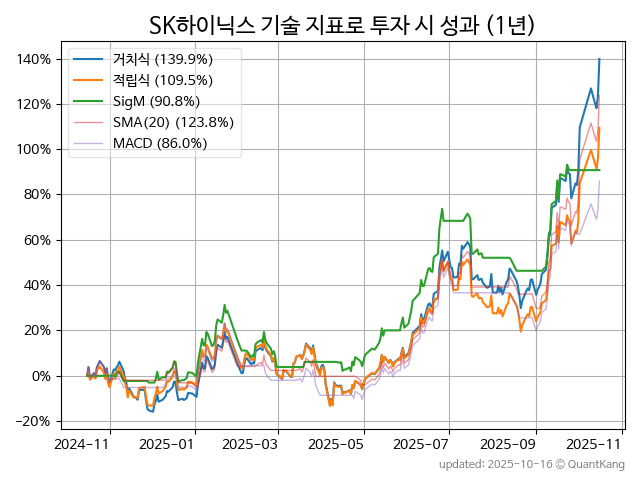 SK하이닉스 기술 지표로 투자 시 성과 (1년)
거치식 (139.9%)
적립식 (109.5%)
SigM (90.8%)
SMA(20) (123.8%)
MACD (86.0%)
140%
120%
100%
80%
60%
40%
20%
0%
−20%
2024-11 2025-01 2025-03 2025-05 2025-07 2025-09 2025-11
updated: 2025-10-16 © QuantKang